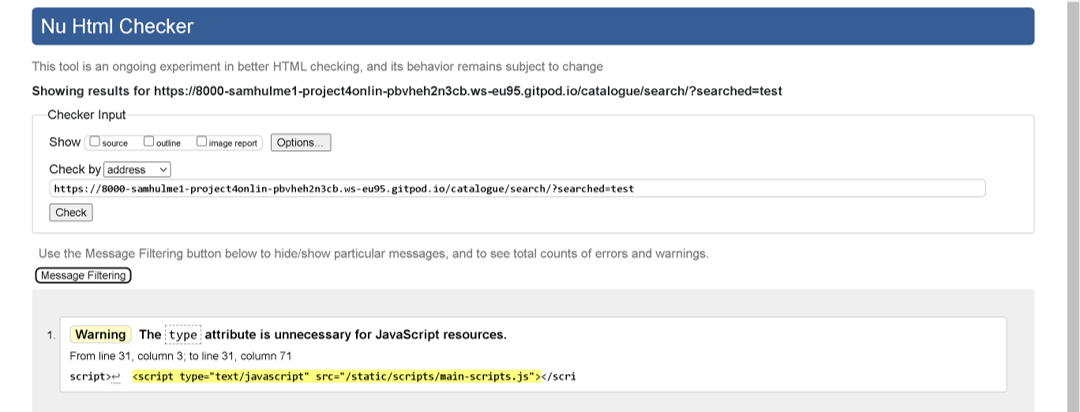 Nu Html Checker
This tool is an ongoing experiment in better HTML checking, and its behavior remains subject to change
Showing results for https://8000-samhulme1-project4onlin-pbvheh2n3cb.ws-eu95.gitpod.io/catalogue/search/?searched=test
Checker Input
Show source outline image report Options...
Check by address
https://8000-samhulme1-project4onlin-pbvheh2n3cb.ws-eu95.gitpod.io/catalogue/search/?searched=test
Check
Use the Message Filtering button below to hide/show particular messages, and to see total counts of errors and warnings.
Message Filtering
1. Warning The type attribute is unnecessary for JavaScript resources.
From line 31, column 3; to line 31, column 71
script>↩ <script type="text/javascript" src="/static/scripts/main-scripts.js"></scri